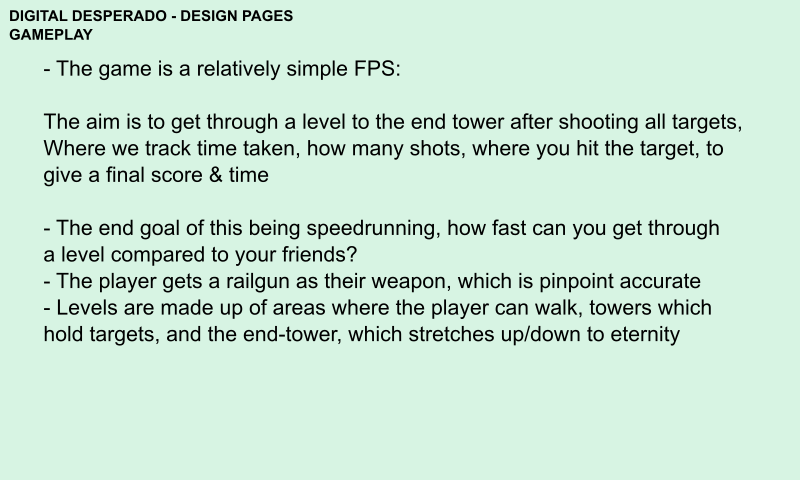 DIGITAL DESPERADO - DESIGN PAGES
GAMEPLAY
- The game is a relatively simple FPS:
The aim is to get through a level to the end tower after shooting all targets,
Where we track time taken, how many shots, where you hit the target, to
give a final score & time
- The end goal of this being speedrunning, how fast can you get through
a level compared to your friends?
- The player gets a railgun as their weapon, which is pinpoint accurate
- Levels are made up of areas where the player can walk, towers which
hold targets, and the end-tower, which stretches up/down to eternity